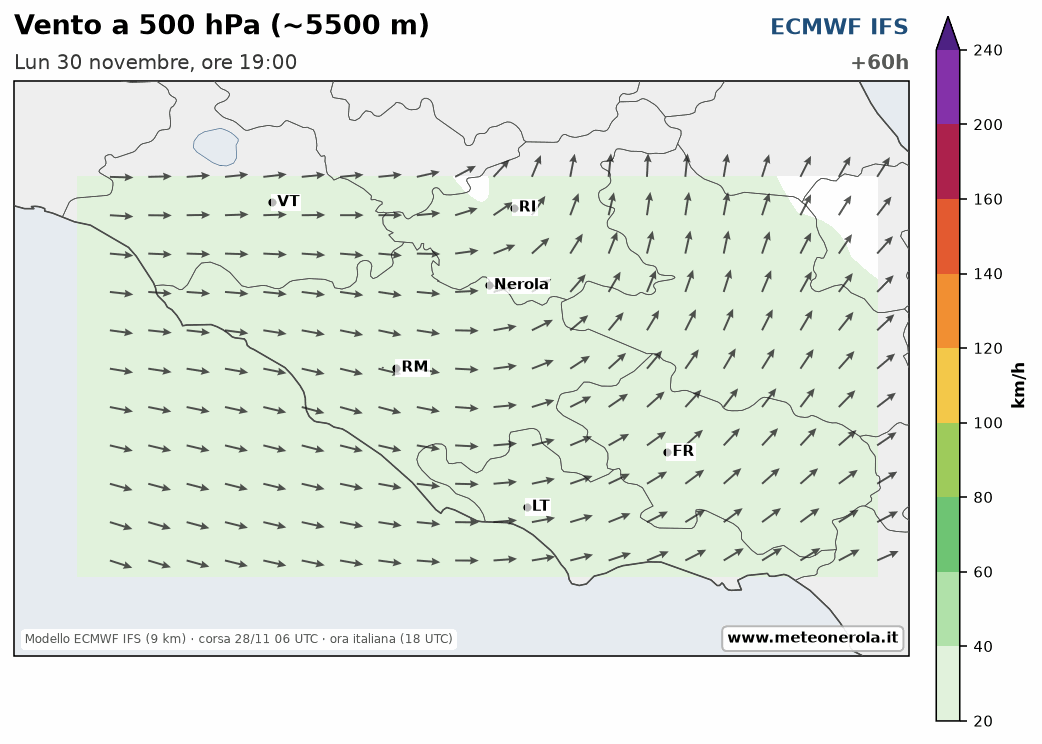 Vento a 500 hPa (~5500 m)
ECMWF IFS
Lun 30 novembre, ore 19:00
+60h
VT
RI
Nerola
RM
FR
LT
Modello ECMWF IFS (9 km) · corsa 28/11 06 UTC · ora italiana (18 UTC)
www.meteonerola.it
240
200
160
140
120
100
80
60
40
20
km/h